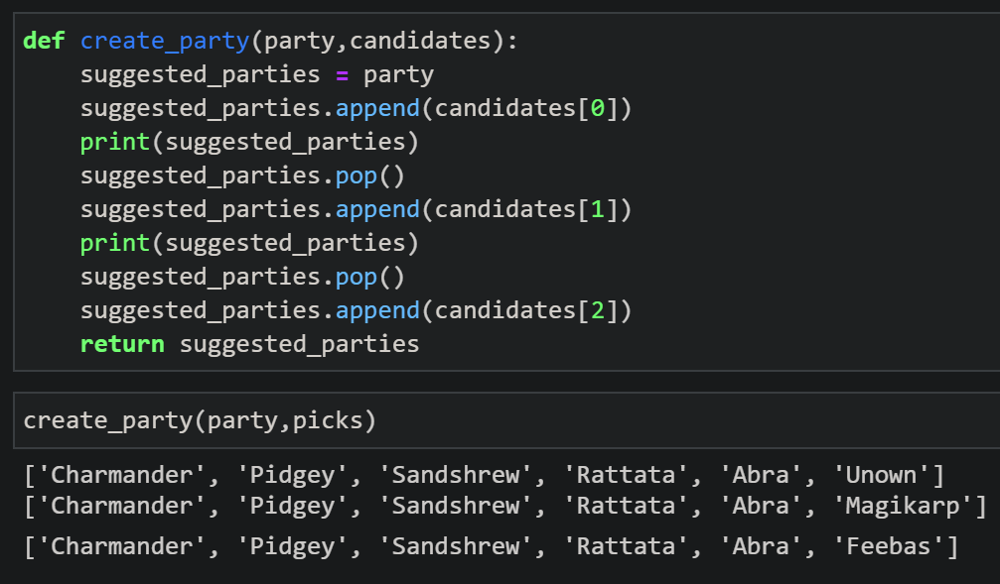 def create_party(party,candidates):
    suggested_parties = party
    suggested_parties.append(candidates[0])
    print(suggested_parties)
    suggested_parties.pop()
    suggested_parties.append(candidates[1])
    print(suggested_parties)
    suggested_parties.pop()
    suggested_parties.append(candidates[2])
    return suggested_parties
create_party(party,picks)
['Charmander', 'Pidgey', 'Sandshrew', 'Rattata', 'Abra', 'Unown']
['Charmander', 'Pidgey', 'Sandshrew', 'Rattata', 'Abra', 'Magikarp']
['Charmander', 'Pidgey', 'Sandshrew', 'Rattata', 'Abra', 'Feebas']